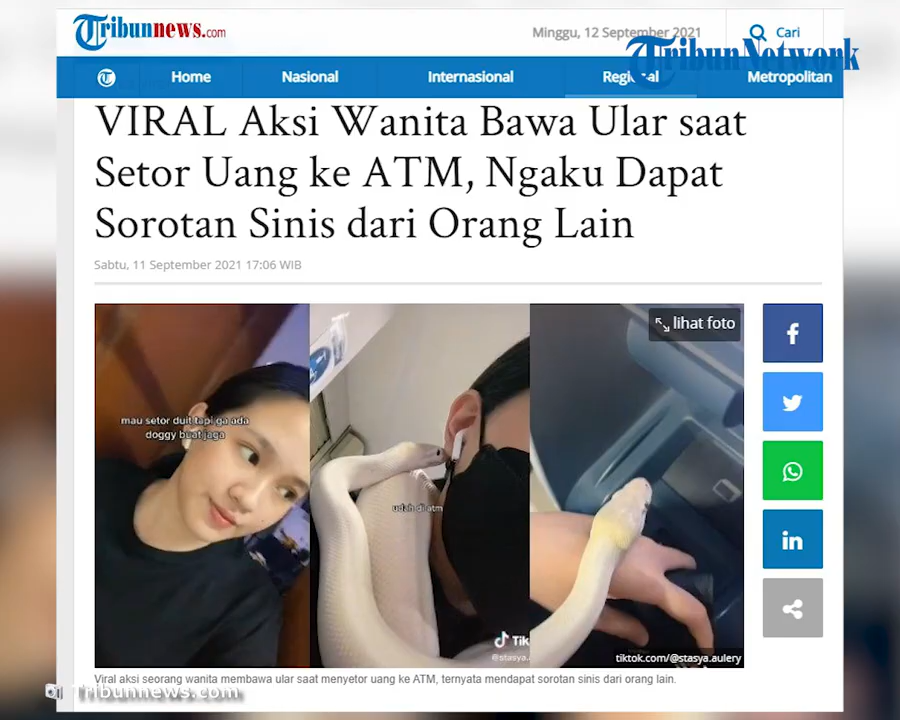 Tribunnews.com
Minggu, 12 September 2021
Cari
TribunNetwork
Home
Nasional
Internasional
Regional
Metropolitan
VIRAL Aksi Wanita Bawa Ular saat
Setor Uang ke ATM, Ngaku Dapat
Sorotan Sinis dari Orang Lain
Sabtu, 11 September 2021 17:06 WIB
lihat foto
mau setor duit tapi ga ada
doggy buat jaga
udah di atm
Tik
@stasya.
tiktok.com/@stasya.aulery
Viral aksi seorang wanita membawa ular saat menyetor uang ke ATM, ternyata mendapat sorotan sinis dari orang lain.
Tribunnews.com